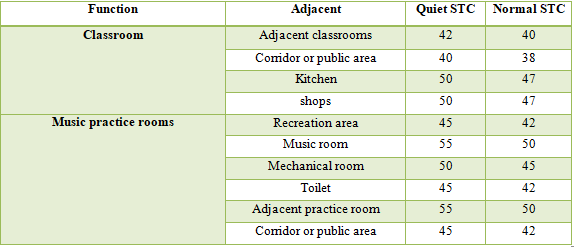 Function Adjacent Quiet STC Normal STC
Classroom Adjacent classrooms 42 40
Corridor or public area 40 38
Kitchen 50 47
shops 50 47
Music practice rooms Recreation area 45 42
Music room 55 50
Mechanical room 50 45
Toilet 45 42
Adjacent practice room 55 50
Corridor or public area 45 42